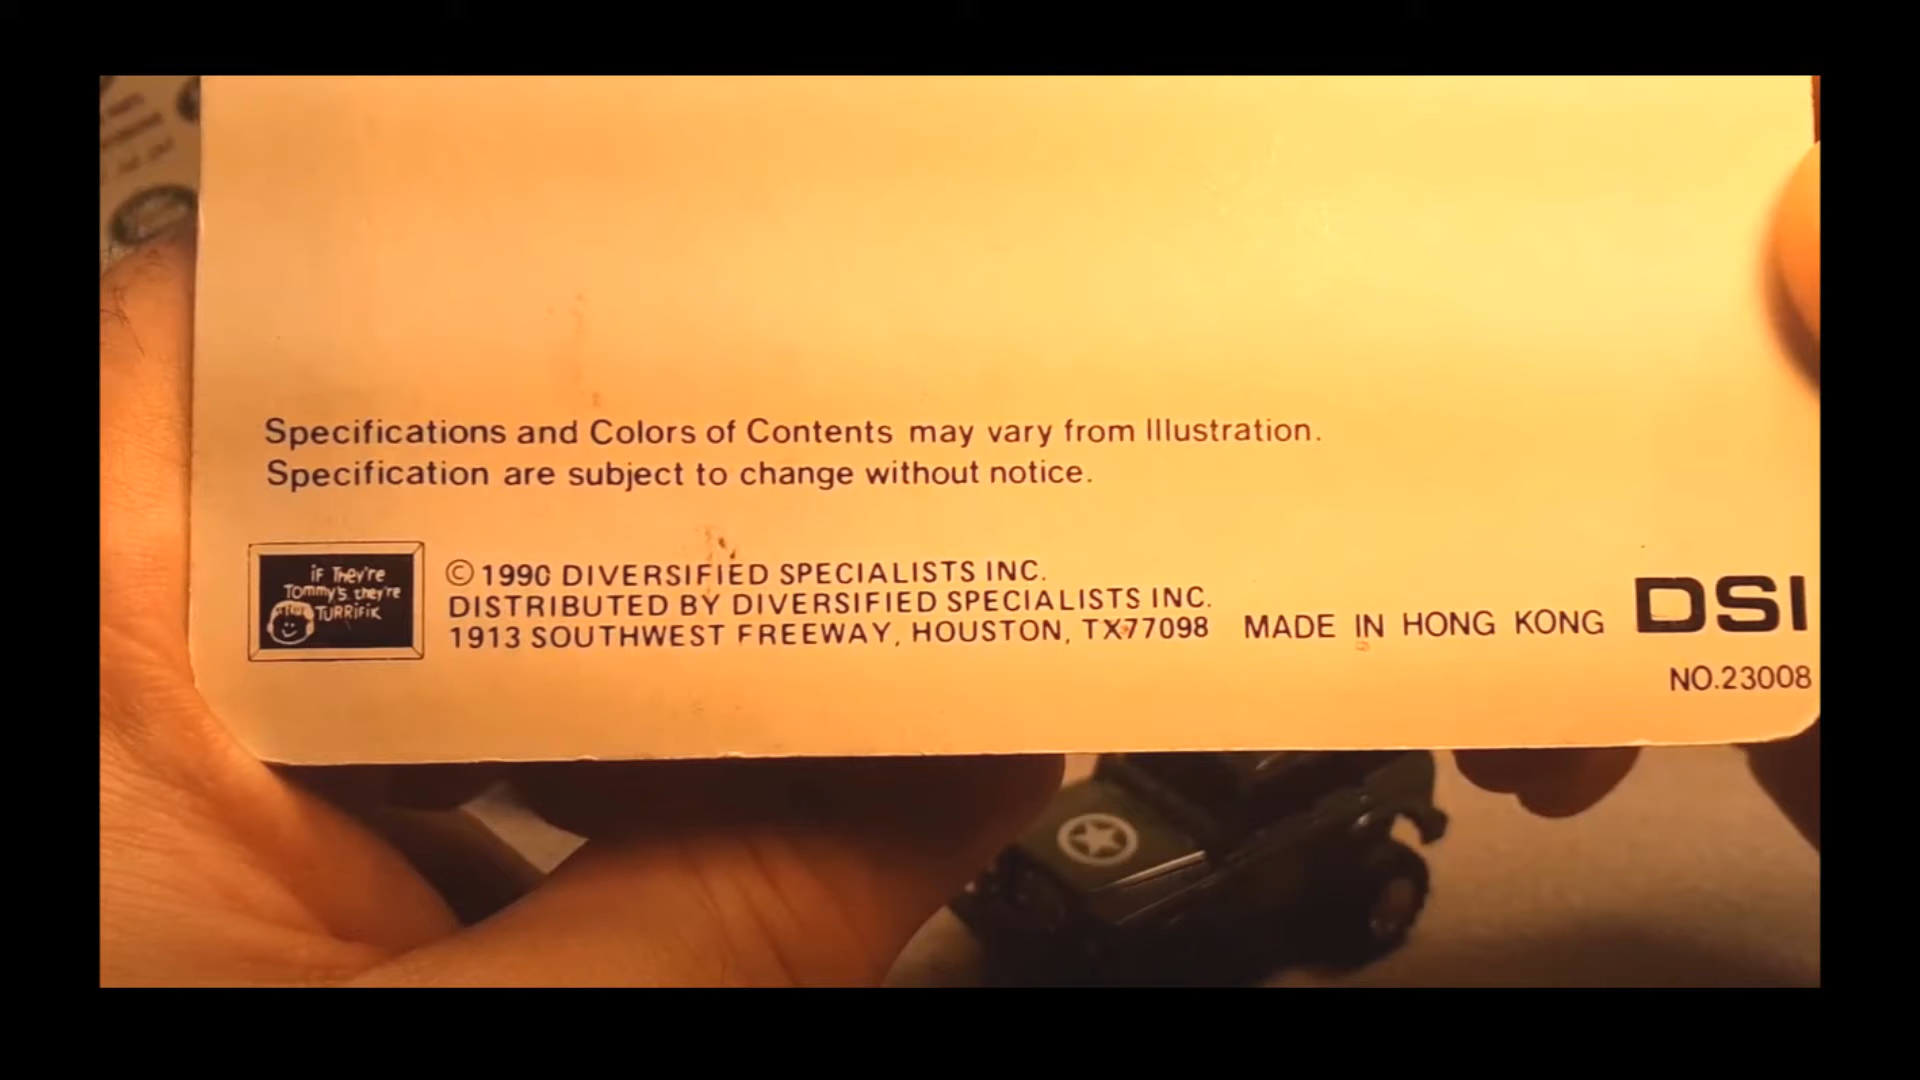 Specifications and Colors of Contents may vary from Illustration.
Specification are subject to change without notice.
iF They're
Tommy's they're
TURRifiK
© 1990 DIVERSIFIED SPECIALISTS INC.
DISTRIBUTED BY DIVERSIFIED SPECIALISTS INC.
1913 SOUTHWEST FREEWAY, HOUSTON, TX77098
MADE IN HONG KONG
DSI
NO.23008